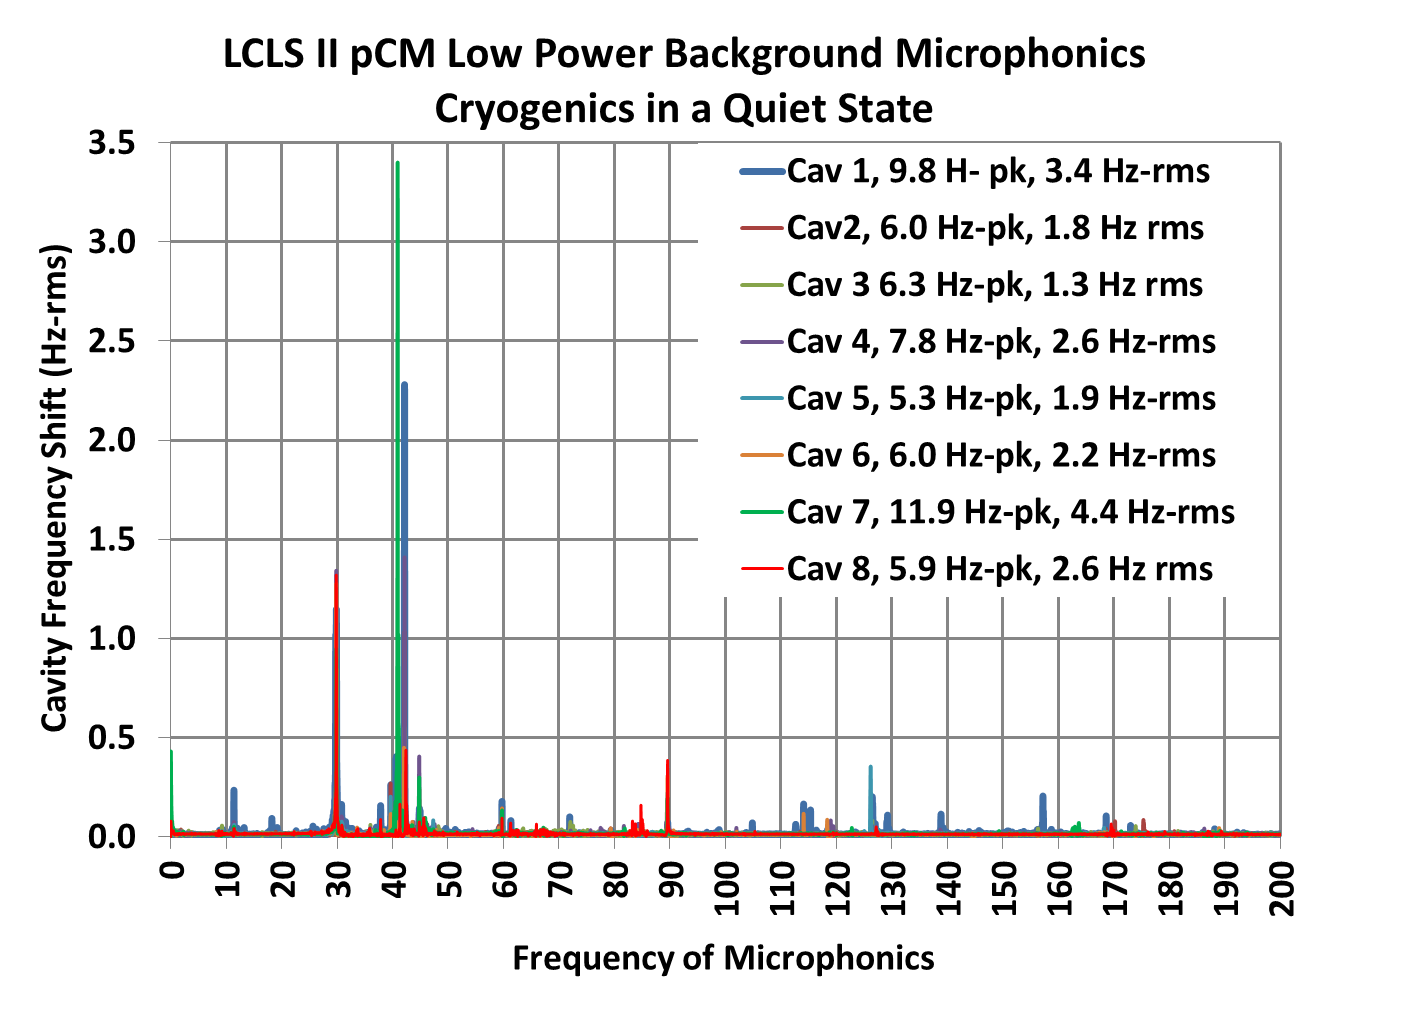 LCLS II pCM Low Power Background Microphonics
Cryogenics in a Quiet State
Cavity Frequency Shift (Hz-rms)
3.5
3.0
2.5
2.0
1.5
1.0
0.5
0.0
Cav 1, 9.8 H- pk, 3.4 Hz-rms
Cav2, 6.0 Hz-pk, 1.8 Hz rms
Cav 3 6.3 Hz-pk, 1.3 Hz rms
Cav 4, 7.8 Hz-pk, 2.6 Hz-rms
Cav 5, 5.3 Hz-pk, 1.9 Hz-rms
Cav 6, 6.0 Hz-pk, 2.2 Hz-rms
Cav 7, 11.9 Hz-pk, 4.4 Hz-rms
Cav 8, 5.9 Hz-pk, 2.6 Hz rms
0 10 20 30 40 50 60 70 80 90 100 110 120 130 140 150 160 170 180 190 200
Frequency of Microphonics